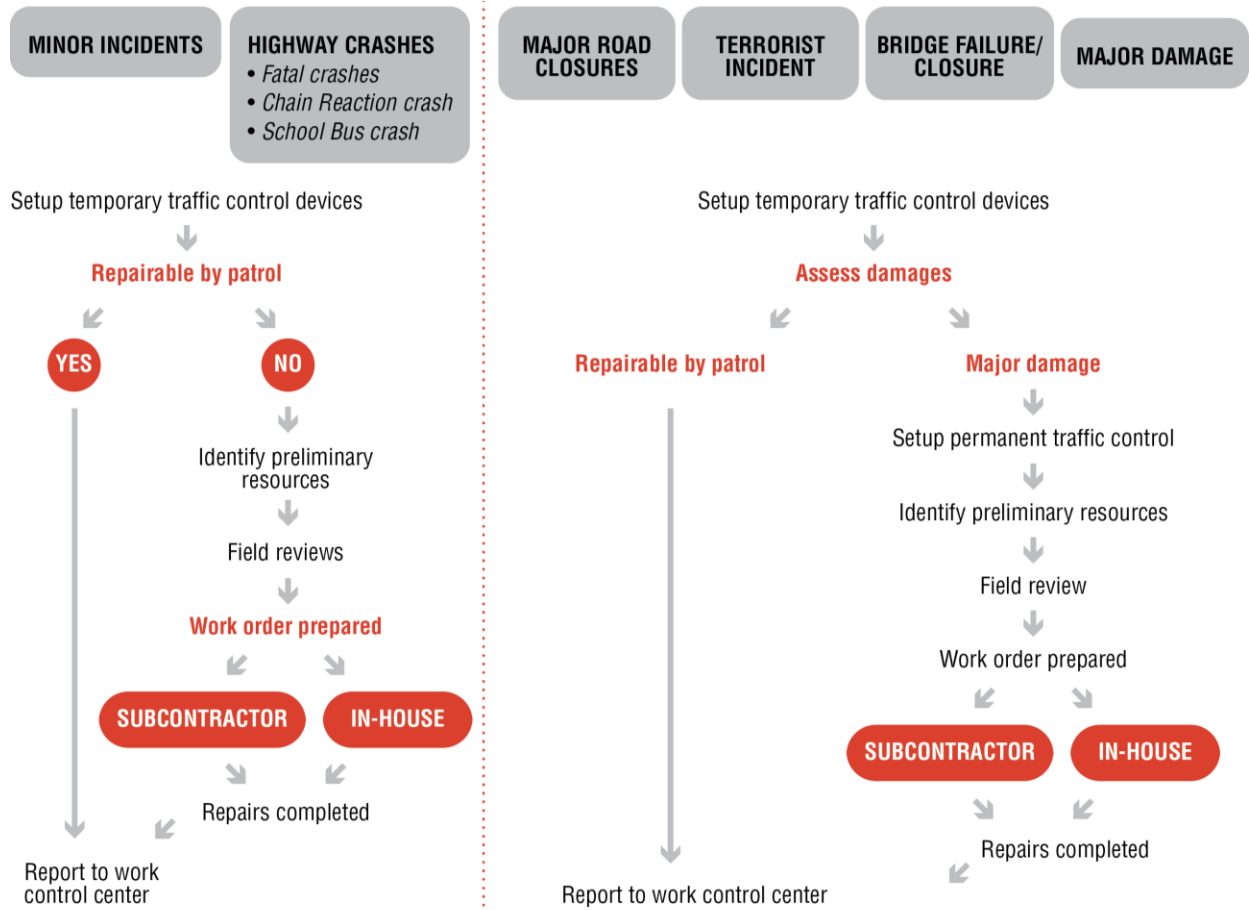 MINOR INCIDENTS
HIGHWAY CRASHES
• Fatal crashes
• Chain Reaction crash
• School Bus crash
Setup temporary traffic control devices
Repairable by patrol
YES
NO
Identify preliminary
resources
Field reviews
Work order prepared
SUBCONTRACTOR
IN-HOUSE
Repairs completed
Report to work
control center
MAJOR ROAD
CLOSURES
TERRORIST
INCIDENT
BRIDGE FAILURE/
CLOSURE
MAJOR DAMAGE
Setup temporary traffic control devices
Assess damages
Repairable by patrol
Major damage
Setup permanent traffic control
Identify preliminary resources
Field review
Work order prepared
SUBCONTRACTOR
IN-HOUSE
Repairs completed
Report to work control center